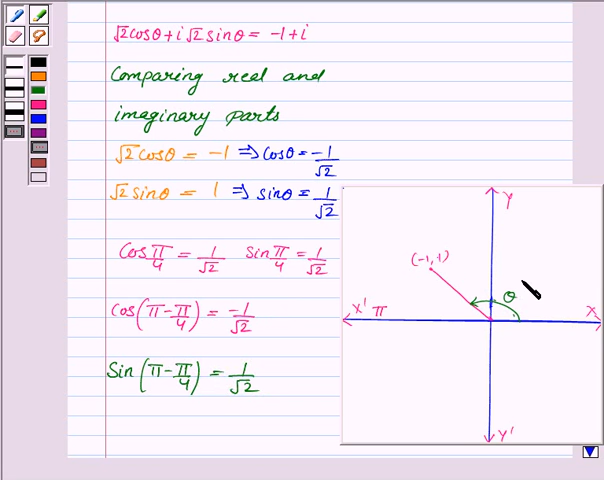 √2cosθ+i√2sinθ = -1+i
Comparing real and
imaginary parts
√2cosθ = -1 ⇒ cosθ = -1/√2
√2sinθ = 1 ⇒ sinθ = 1/√2
Cos π/4 = 1/√2 Sin π/4 = 1/√2
Cos(π-π/4) = -1/√2
Sin(π-π/4) = 1/√2
Y
(-1,1)
θ
X' π X
Y'